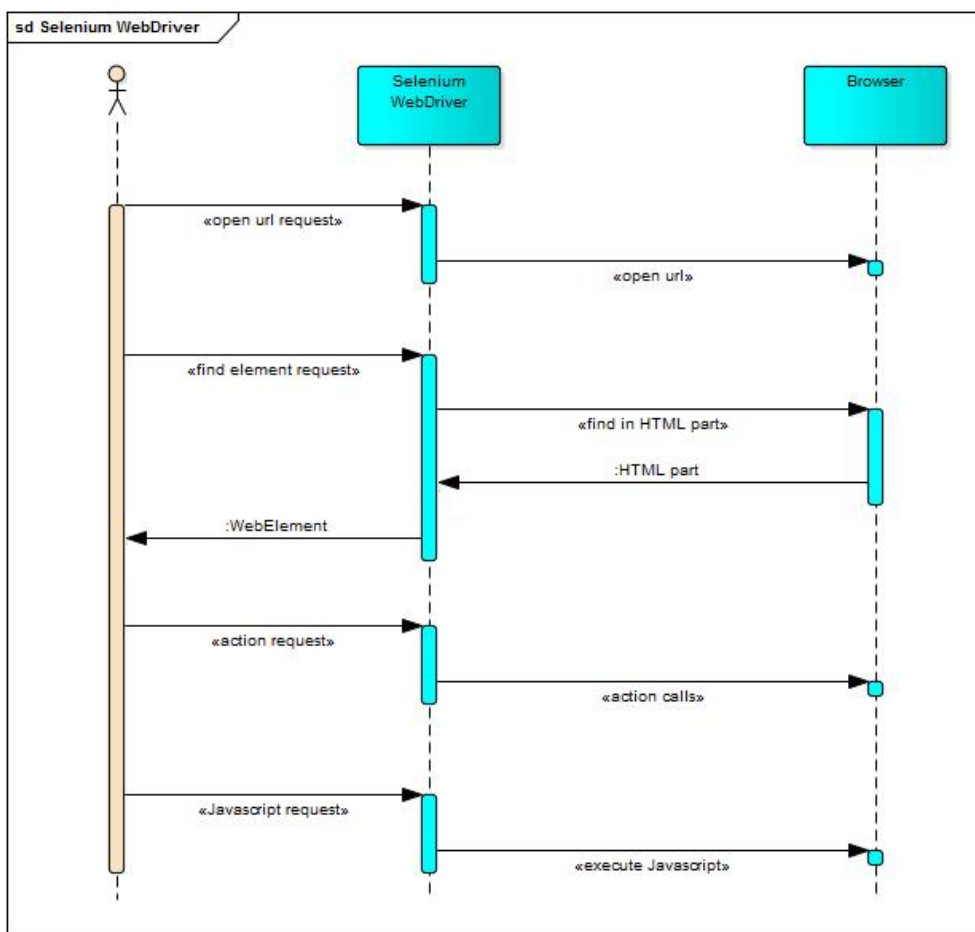 sd Selenium WebDriver
Selenium
WebDriver
Browser
«open url request»
«open url»
«find element request»
«find in HTML part»
:HTML part
:WebElement
«action request»
«action calls»
«Javascript request»
«execute Javascript»